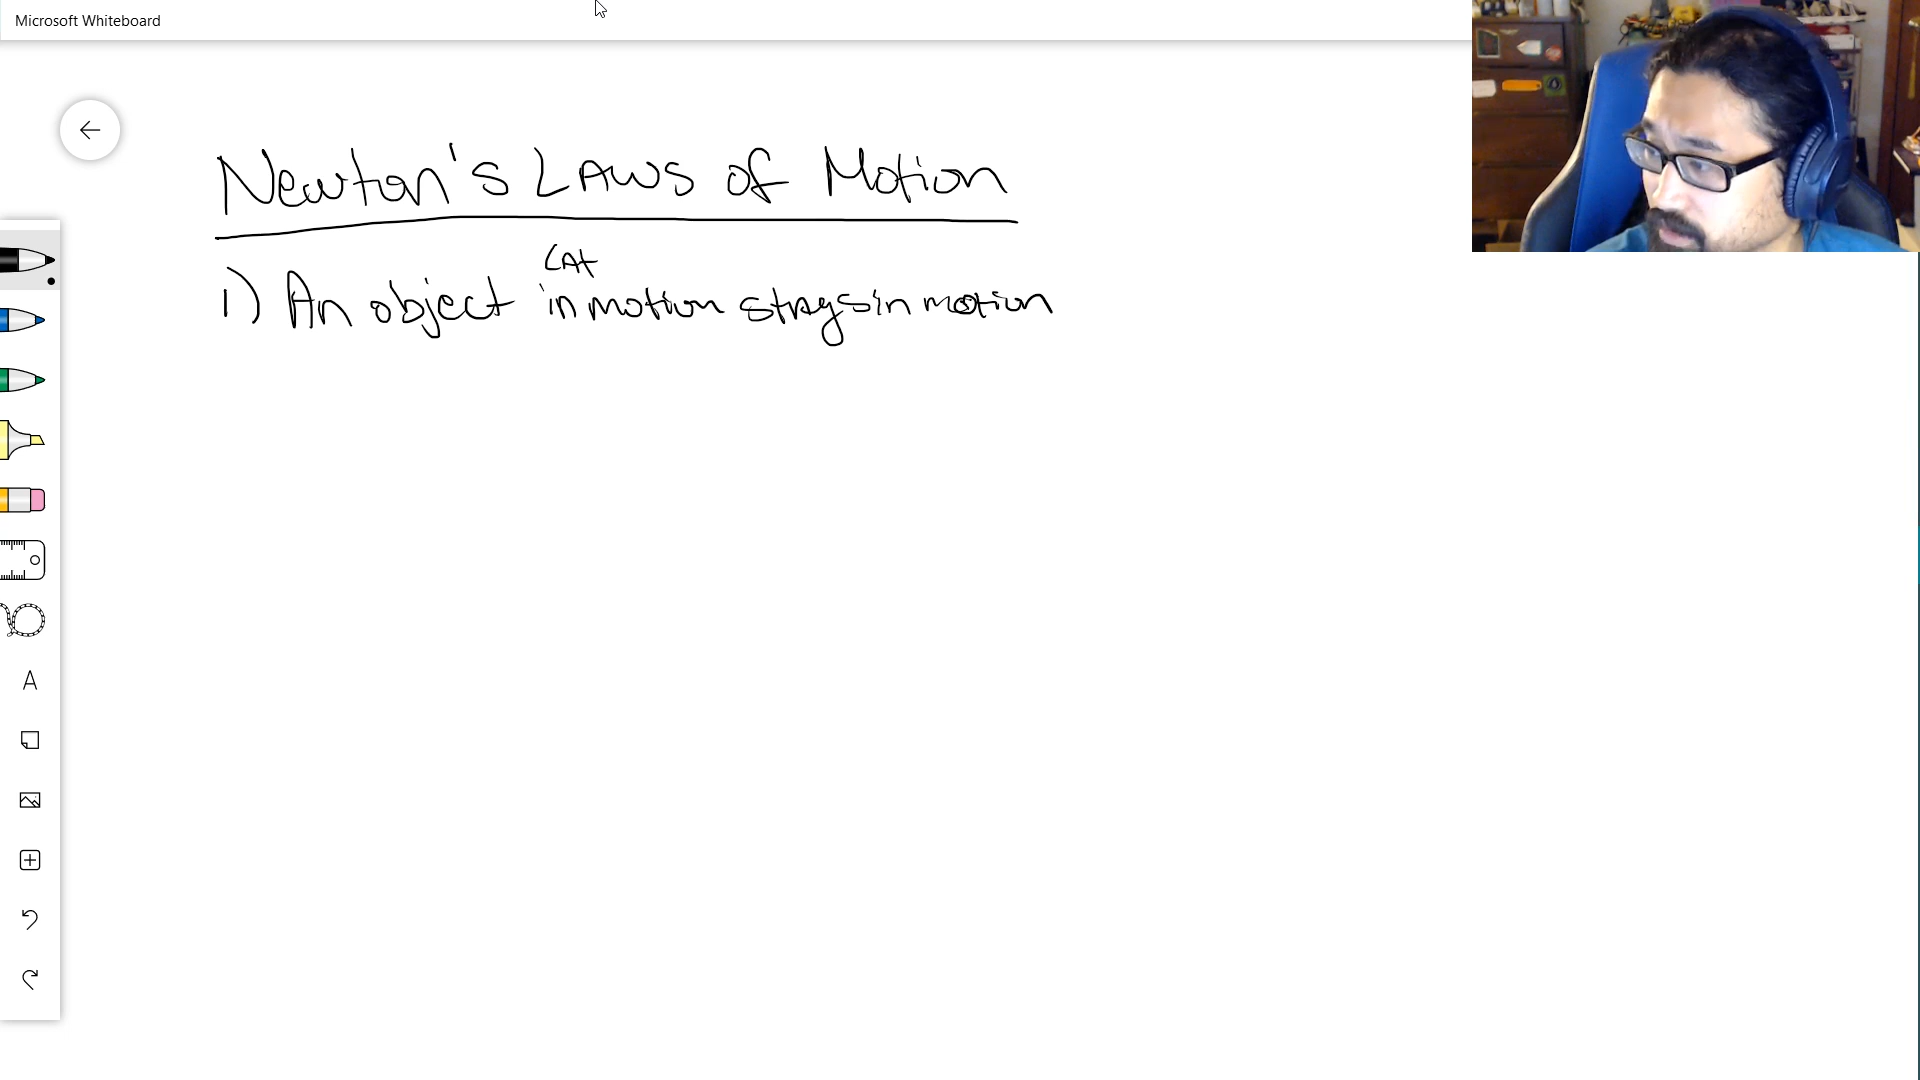 Microsoft Whiteboard
Newton's LAWS of Motion
(At
1) An object in motion stays in motion